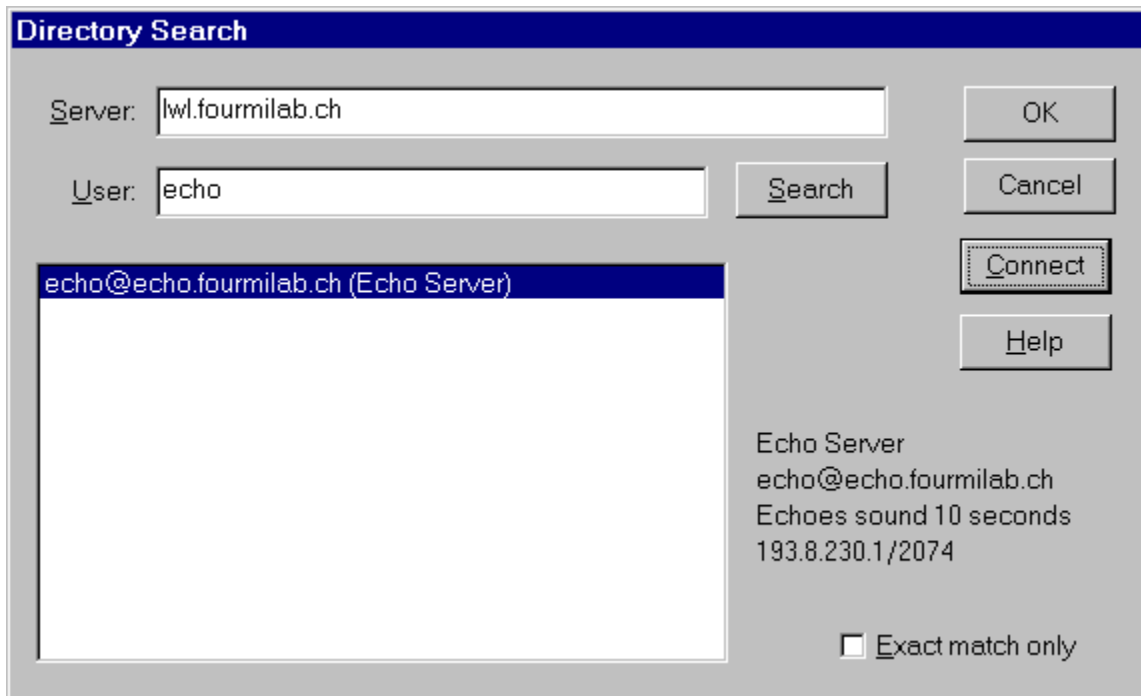 Directory Search
Server: lwl.fourmilab.ch
OK
User: echo
Search
Cancel
echo@echo.fourmilab.ch (Echo Server)
Connect
Help
Echo Server
echo@echo.fourmilab.ch
Echoes sound 10 seconds
193.8.230.1/2074
Exact match only